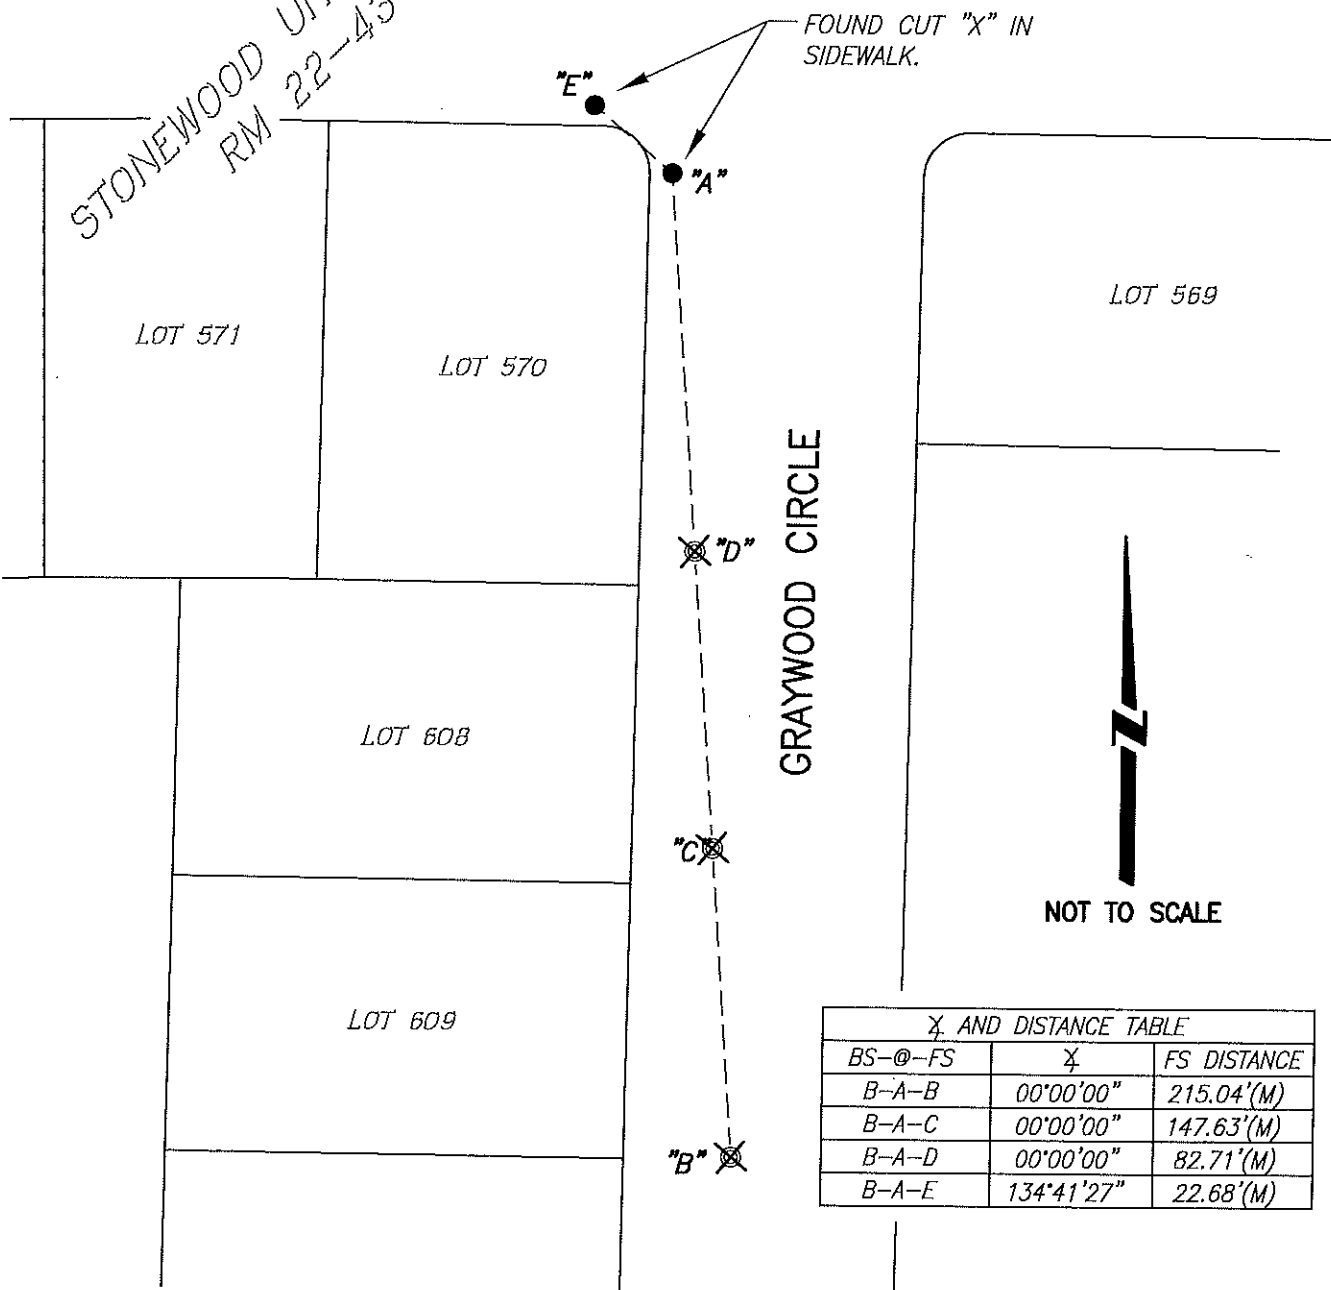 FOUND CUT "X" IN
SIDEWALK.
STONEWOOD
RM 22-43
"E"
"A"
LOT 569
LOT 571
LOT 570
GRAYWOOD CIRCLE
"D"
LOT 608
"C"
NOT TO SCALE
LOT 609
"B"
AND DISTANCE TABLE
BS-@-FS FS DISTANCE
B-A-B 00°00'00" 215.04'(M)
B-A-C 00°00'00" 147.63'(M)
B-A-D 00°00'00" 82.71'(M)
B-A-E 134°41'27" 22.68'(M)